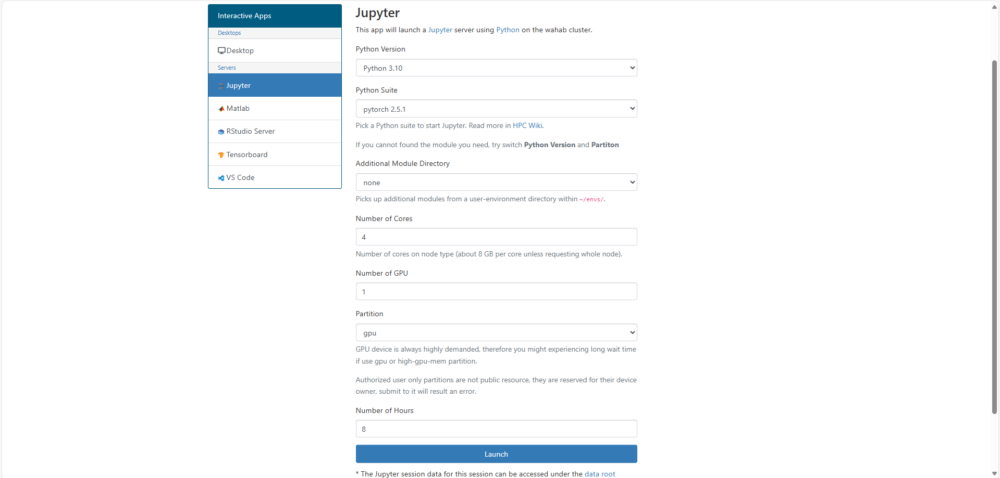 Interactive Apps
Desktops
Desktop
Servers
Jupyter
Matlab
RStudio Server
Tensorboard
VS Code
Jupyter
This app will launch a Jupyter server using Python on the wahab cluster.
Python Version
Python 3.10
Python Suite
pytorch 2.5.1
Pick a Python suite to start Jupyter. Read more in HPC Wiki.
If you cannot found the module you need, try switch Python Version and Partiton
Additional Module Directory
none
Picks up additional modules from a user-environment directory within ~/envs/.
Number of Cores
4
Number of cores on node type (about 8 GB per core unless requesting whole node).
Number of GPU
1
Partition
gpu
GPU device is always highly demanded, therefore you might experiencing long wait time
if use gpu or high-gpu-mem partition.
Authorized user only partitions are not public resource, they are reserved for their device
owner, submit to it will result an error.
Number of Hours
8
Launch
* The Jupyter session data for this session can be accessed under the data root